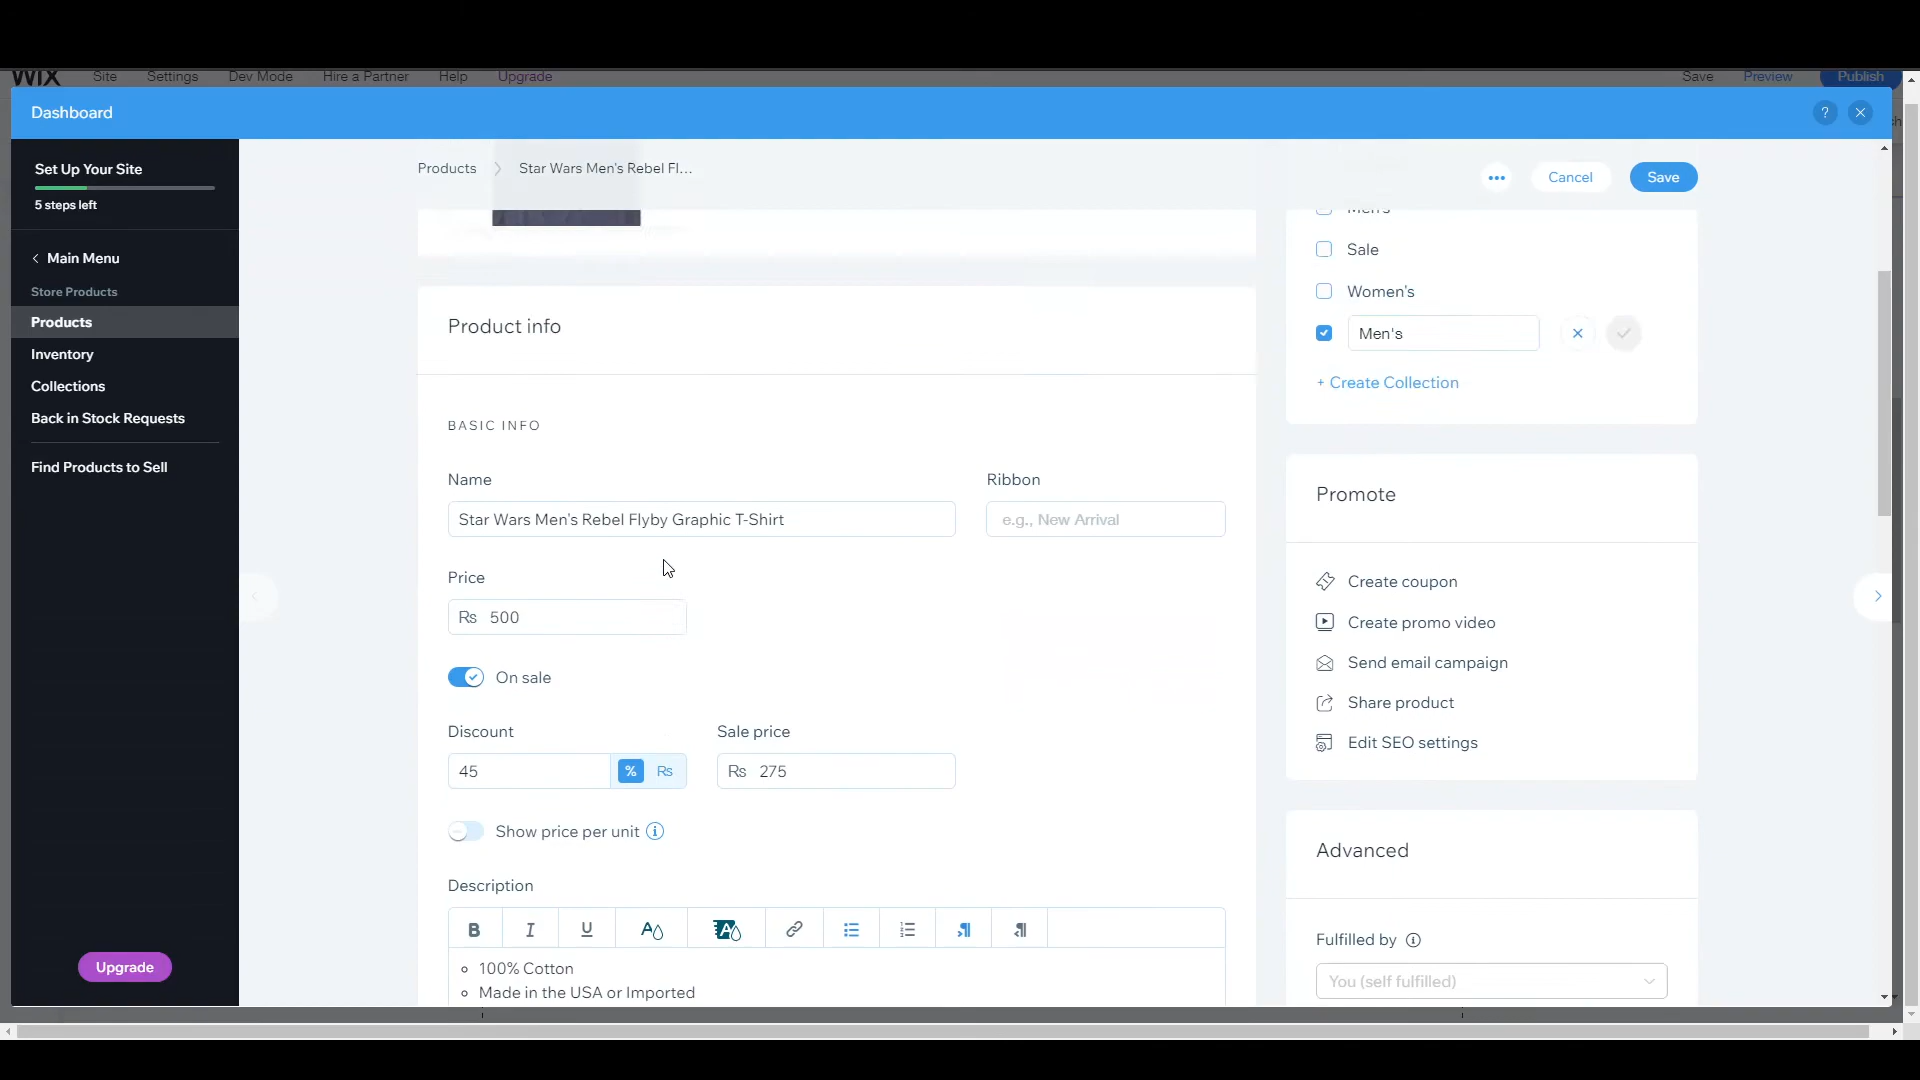 WIX Site Settings Dev Mode Hire a Partner Help Upgrade Save Preview Publish
Dashboard
?
Set Up Your Site
5 steps left
Main Menu
Store Products
Products
Inventory
Collections
Back in Stock Requests
Find Products to Sell
Upgrade
Products Star Wars Men's Rebel Fl...
Cancel
Save
Product info
BASIC INFO
Name
Star Wars Men's Rebel Flyby Graphic T-Shirt
Ribbon
e.g., New Arrival
Price
Rs 500
On sale
Discount
45 % Rs
Sale price
Rs 275
Show price per unit
Description
B I U A A
100% Cotton
Made in the USA or Imported
Men's
Sale
Women's
Men's
+ Create Collection
Promote
Create coupon
Create promo video
Send email campaign
Share product
Edit SEO settings
Advanced
Fulfilled by
You (self fulfilled)